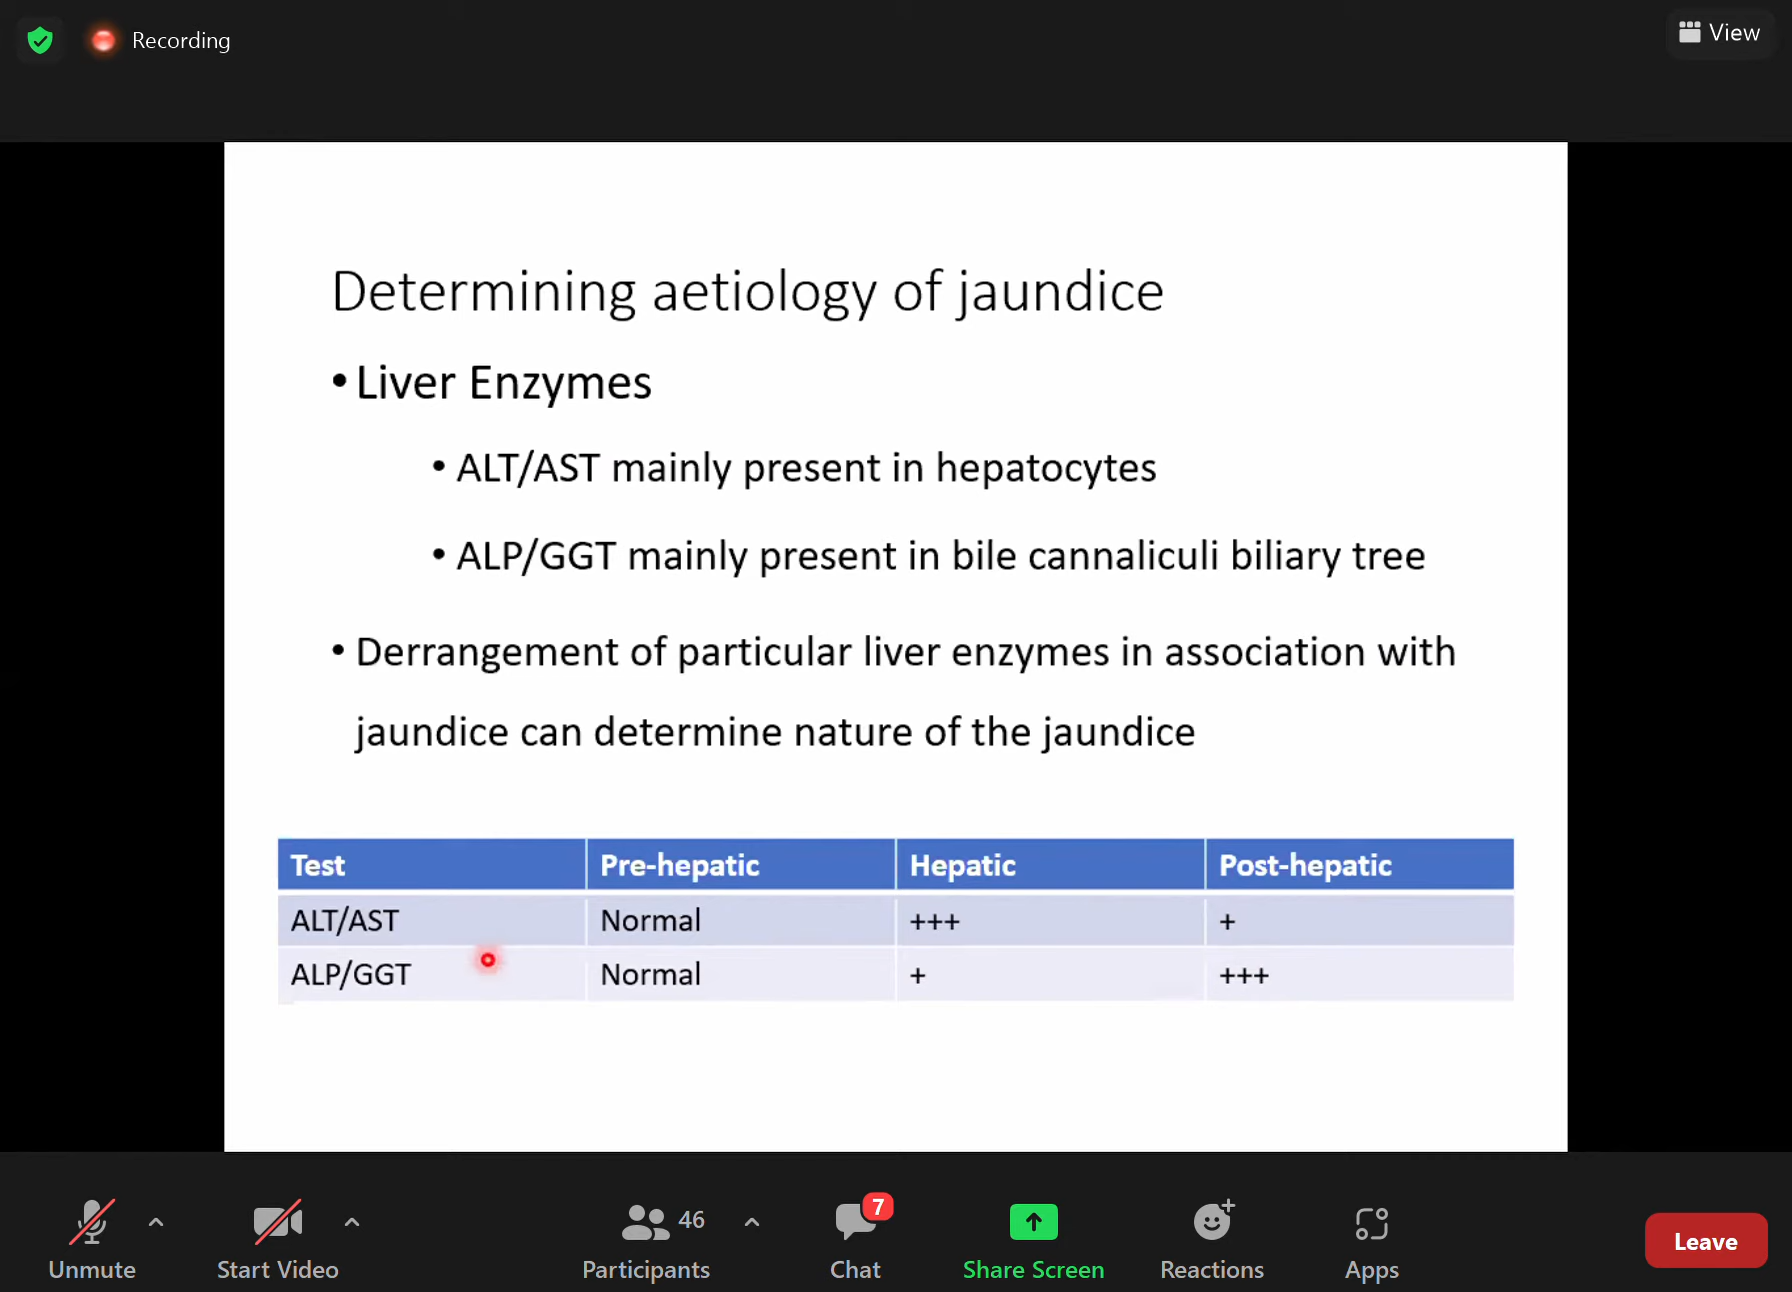 Recording
View
Determining aetiology of jaundice
• Liver Enzymes
• ALT/AST mainly present in hepatocytes
• ALP/GGT mainly present in bile cannaliculi biliary tree
• Derrangement of particular liver enzymes in association with
jaundice can determine nature of the jaundice
Test Pre-hepatic Hepatic Post-hepatic
ALT/AST Normal +++ +
ALP/GGT Normal + +++
46
7
Unmute Start Video Participants Chat Share Screen Reactions Apps Leave